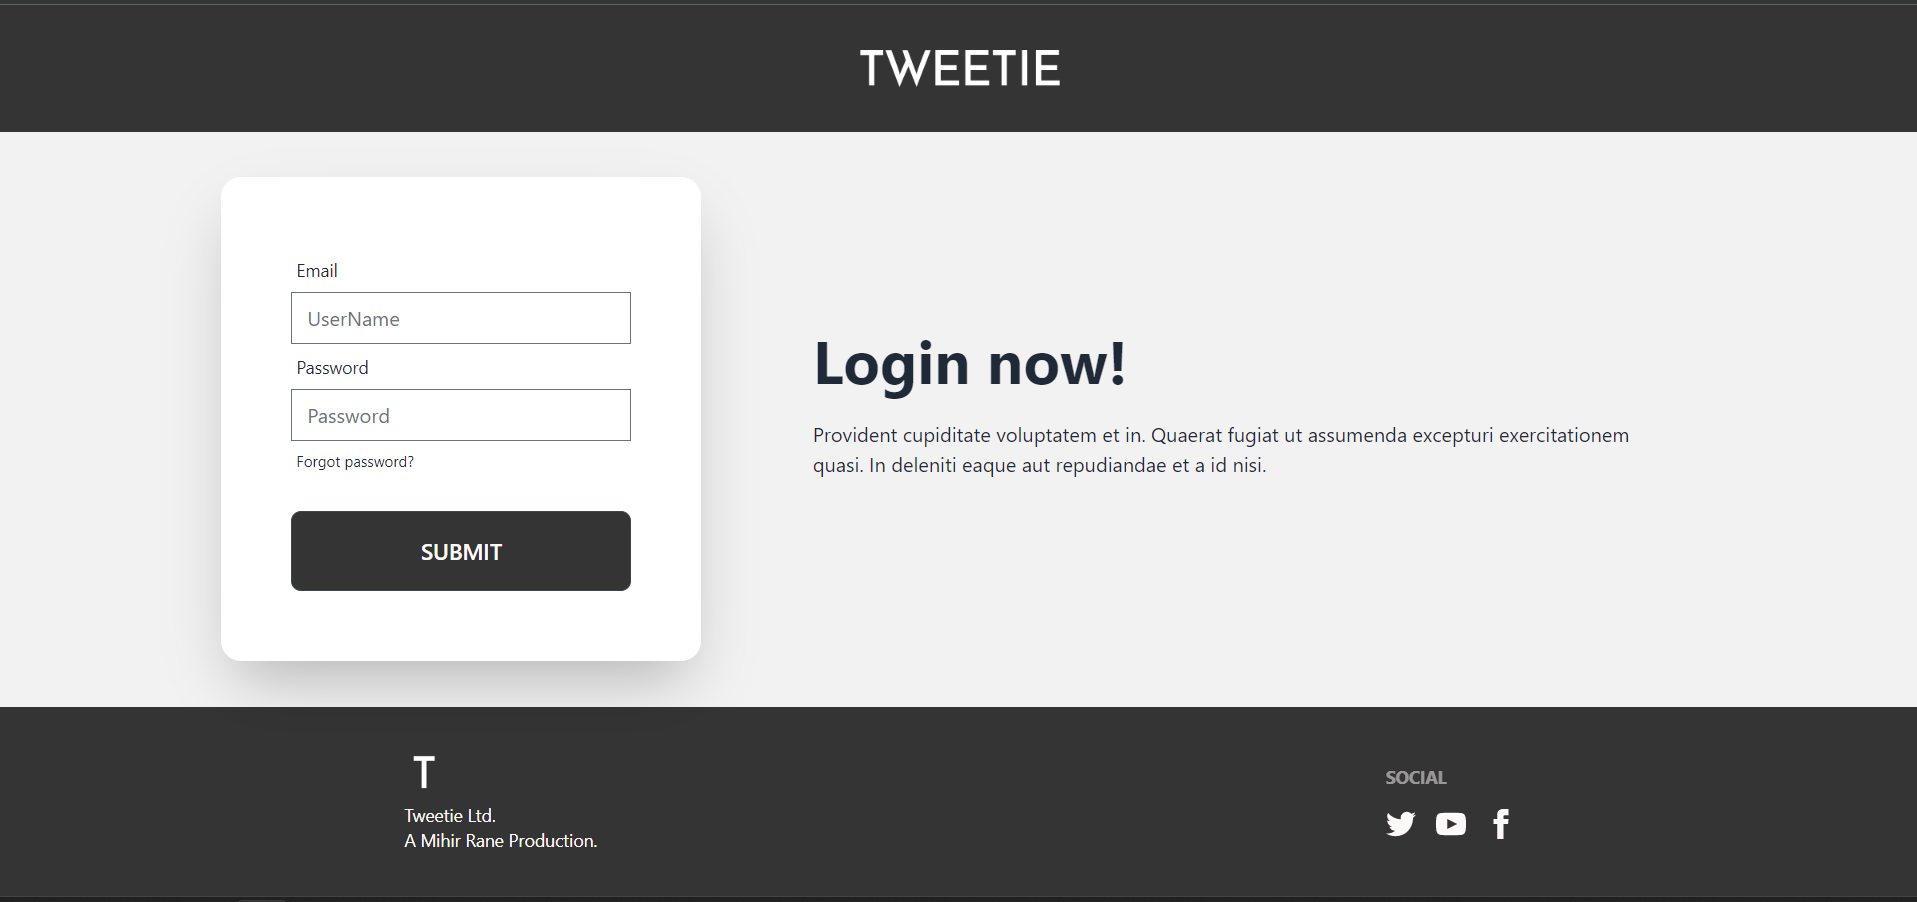 TWEETIE
Email
UserName
Password
Password
Forgot password?
SUBMIT
Login now!
Provident cupiditate voluptatem et in. Quaerat fugiat ut assumenda excepturi exercitationem
quasi. In deleniti eaque aut repudiandae et a id nisi.
T
Tweetie Ltd.
A Mihir Rane Production.
SOCIAL